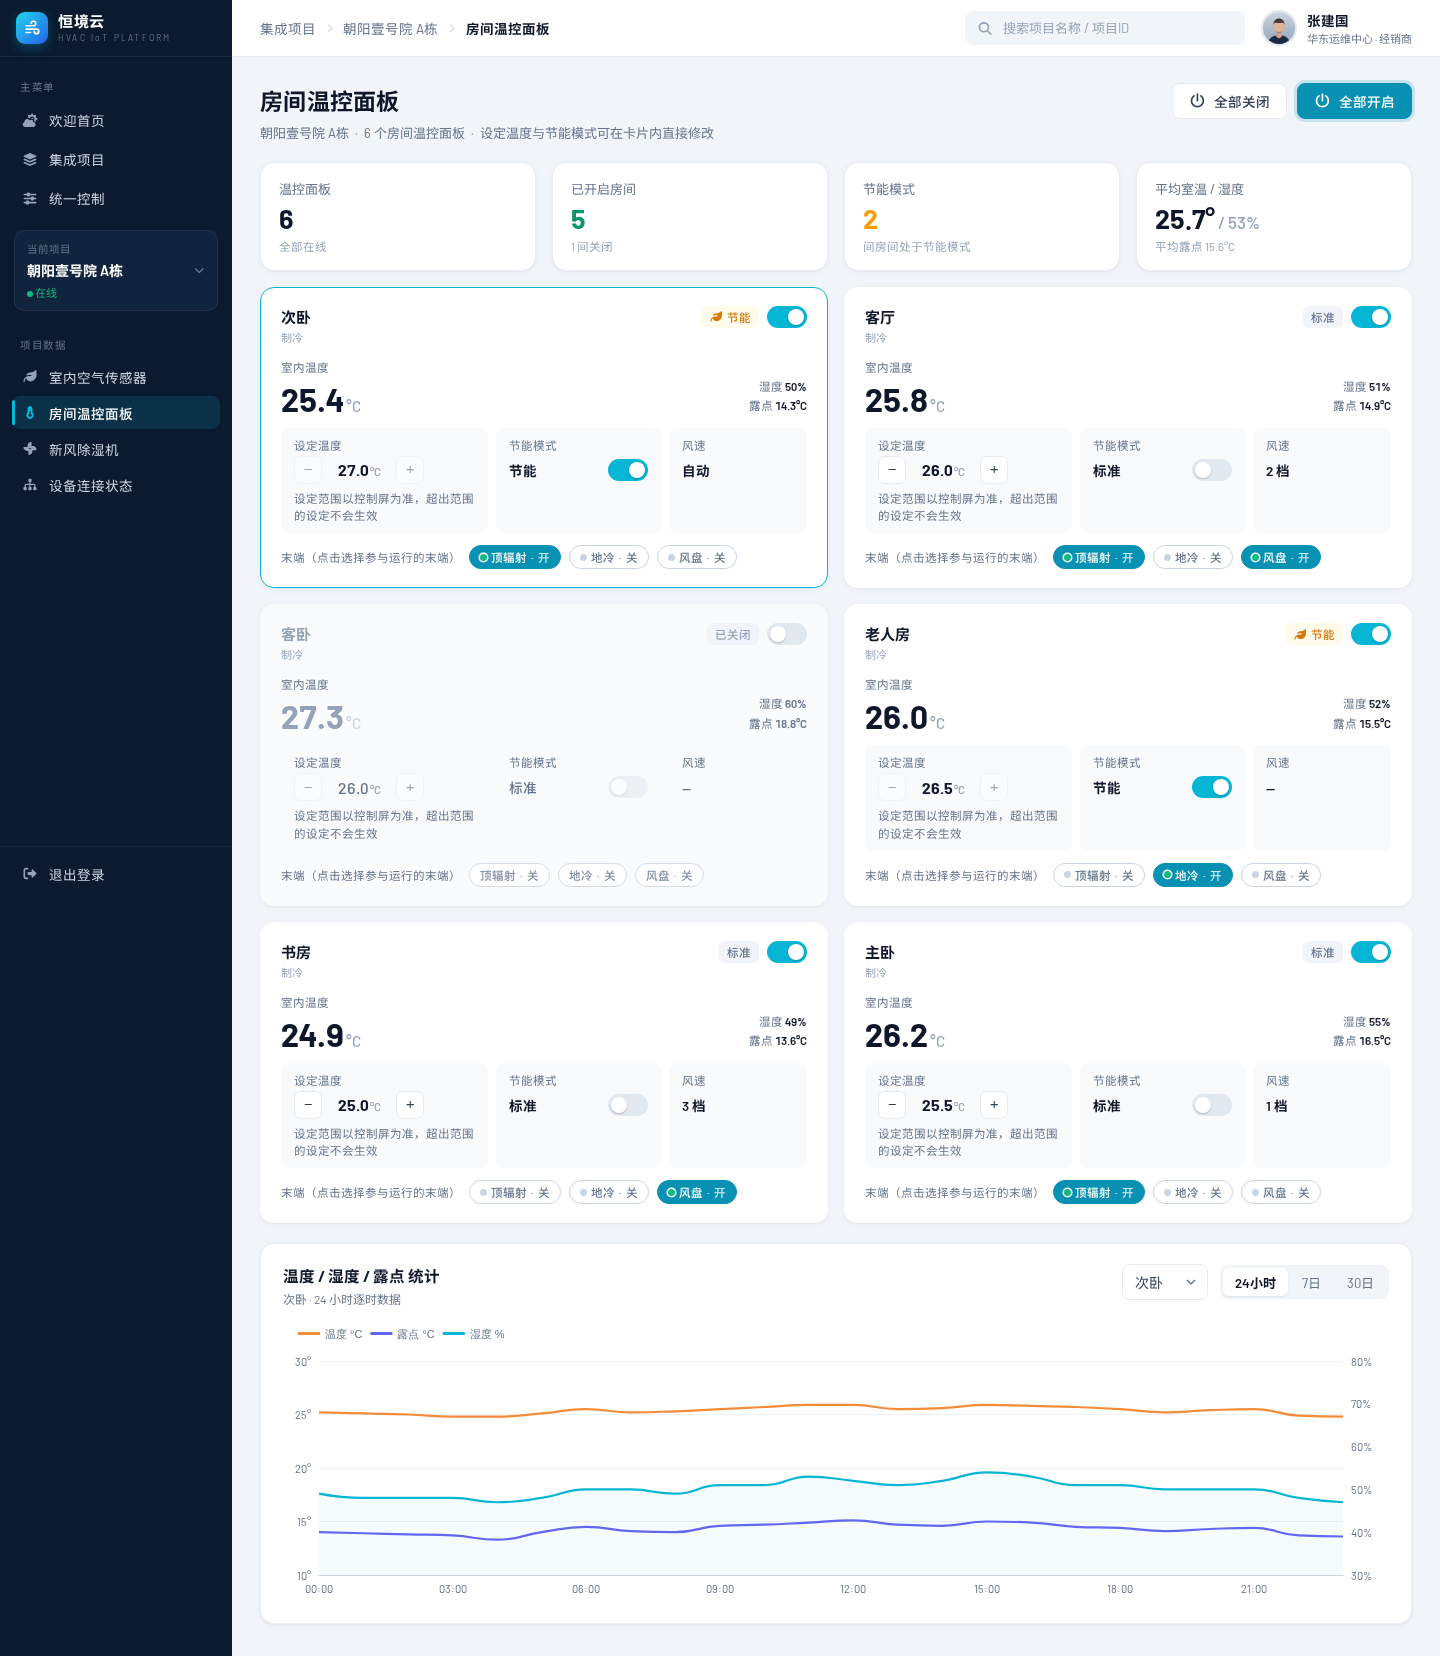 恒境云
HVAC IoT PLATFORM
主菜单
欢迎首页
集成项目
统一控制
当前项目
朝阳壹号院 A栋
在线
项目数据
室内空气传感器
房间温控面板
新风除湿机
设备连接状态
退出登录
集成项目 > 朝阳壹号院 A栋 > 房间温控面板
搜索项目名称 / 项目ID
张建国
华东运维中心 · 经销商
房间温控面板
朝阳壹号院 A栋 · 6 个房间温控面板 · 设定温度与节能模式可在卡片内直接修改
全部关闭
全部开启
温控面板
6
全部在线
已开启房间
5
1 间关闭
节能模式
2
间房间处于节能模式
平均室温 / 湿度
25.7° / 53%
平均露点 15.6°C
次卧
节能
制冷
室内温度
25.4°C
湿度 50%
露点 14.3°C
设定温度
− 27.0°C +
设定范围以控制屏为准，超出范围
的设定不会生效
节能模式
节能
风速
自动
末端（点击选择参与运行的末端） 顶辐射 · 开 地冷 · 关 风盘 · 关
客厅
标准
制冷
室内温度
25.8°C
湿度 51%
露点 14.9°C
设定温度
− 26.0°C +
设定范围以控制屏为准，超出范围
的设定不会生效
节能模式
标准
风速
2 档
末端（点击选择参与运行的末端） 顶辐射 · 开 地冷 · 关 风盘 · 开
客卧
已关闭
制冷
室内温度
27.3°C
湿度 60%
露点 18.8°C
设定温度
− 26.0°C +
设定范围以控制屏为准，超出范围
的设定不会生效
节能模式
标准
风速
—
末端（点击选择参与运行的末端） 顶辐射 · 关 地冷 · 关 风盘 · 关
老人房
节能
制冷
室内温度
26.0°C
湿度 52%
露点 15.5°C
设定温度
− 26.5°C +
设定范围以控制屏为准，超出范围
的设定不会生效
节能模式
节能
风速
—
末端（点击选择参与运行的末端） 顶辐射 · 关 地冷 · 开 风盘 · 关
书房
标准
制冷
室内温度
24.9°C
湿度 49%
露点 13.6°C
设定温度
− 25.0°C +
设定范围以控制屏为准，超出范围
的设定不会生效
节能模式
标准
风速
3 档
末端（点击选择参与运行的末端） 顶辐射 · 关 地冷 · 关 风盘 · 开
主卧
标准
制冷
室内温度
26.2°C
湿度 55%
露点 16.5°C
设定温度
− 25.5°C +
设定范围以控制屏为准，超出范围
的设定不会生效
节能模式
标准
风速
1 档
末端（点击选择参与运行的末端） 顶辐射 · 开 地冷 · 关 风盘 · 关
温度 / 湿度 / 露点 统计
次卧 · 24 小时逐时数据
次卧
24小时 7日 30日
温度 °C 露点 °C 湿度 %
30° 80%
70%
25°
60%
20°
50%
15°
40%
10° 30%
00:00 03:00 06:00 09:00 12:00 15:00 18:00 21:00